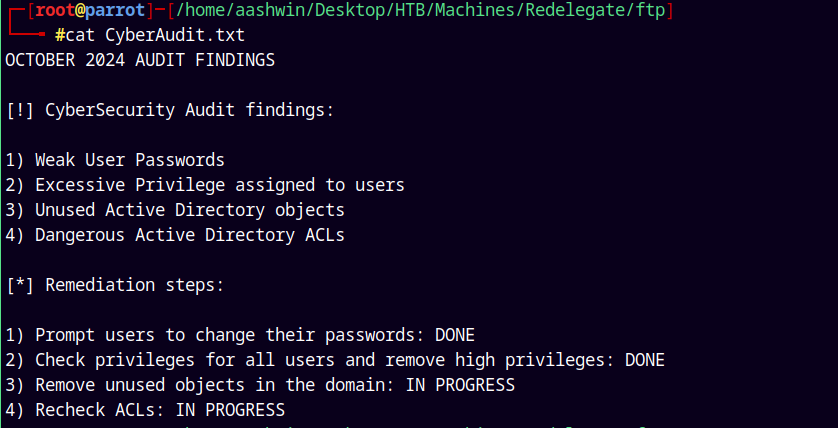 [root@parrot]-[/home/aashwin/Desktop/HTB/Machines/Redelegate/ftp]
#cat CyberAudit.txt
OCTOBER 2024 AUDIT FINDINGS
[!] CyberSecurity Audit findings:
1) Weak User Passwords
2) Excessive Privilege assigned to users
3) Unused Active Directory objects
4) Dangerous Active Directory ACLs
[*] Remediation steps:
1) Prompt users to change their passwords: DONE
2) Check privileges for all users and remove high privileges: DONE
3) Remove unused objects in the domain: IN PROGRESS
4) Recheck ACLs: IN PROGRESS